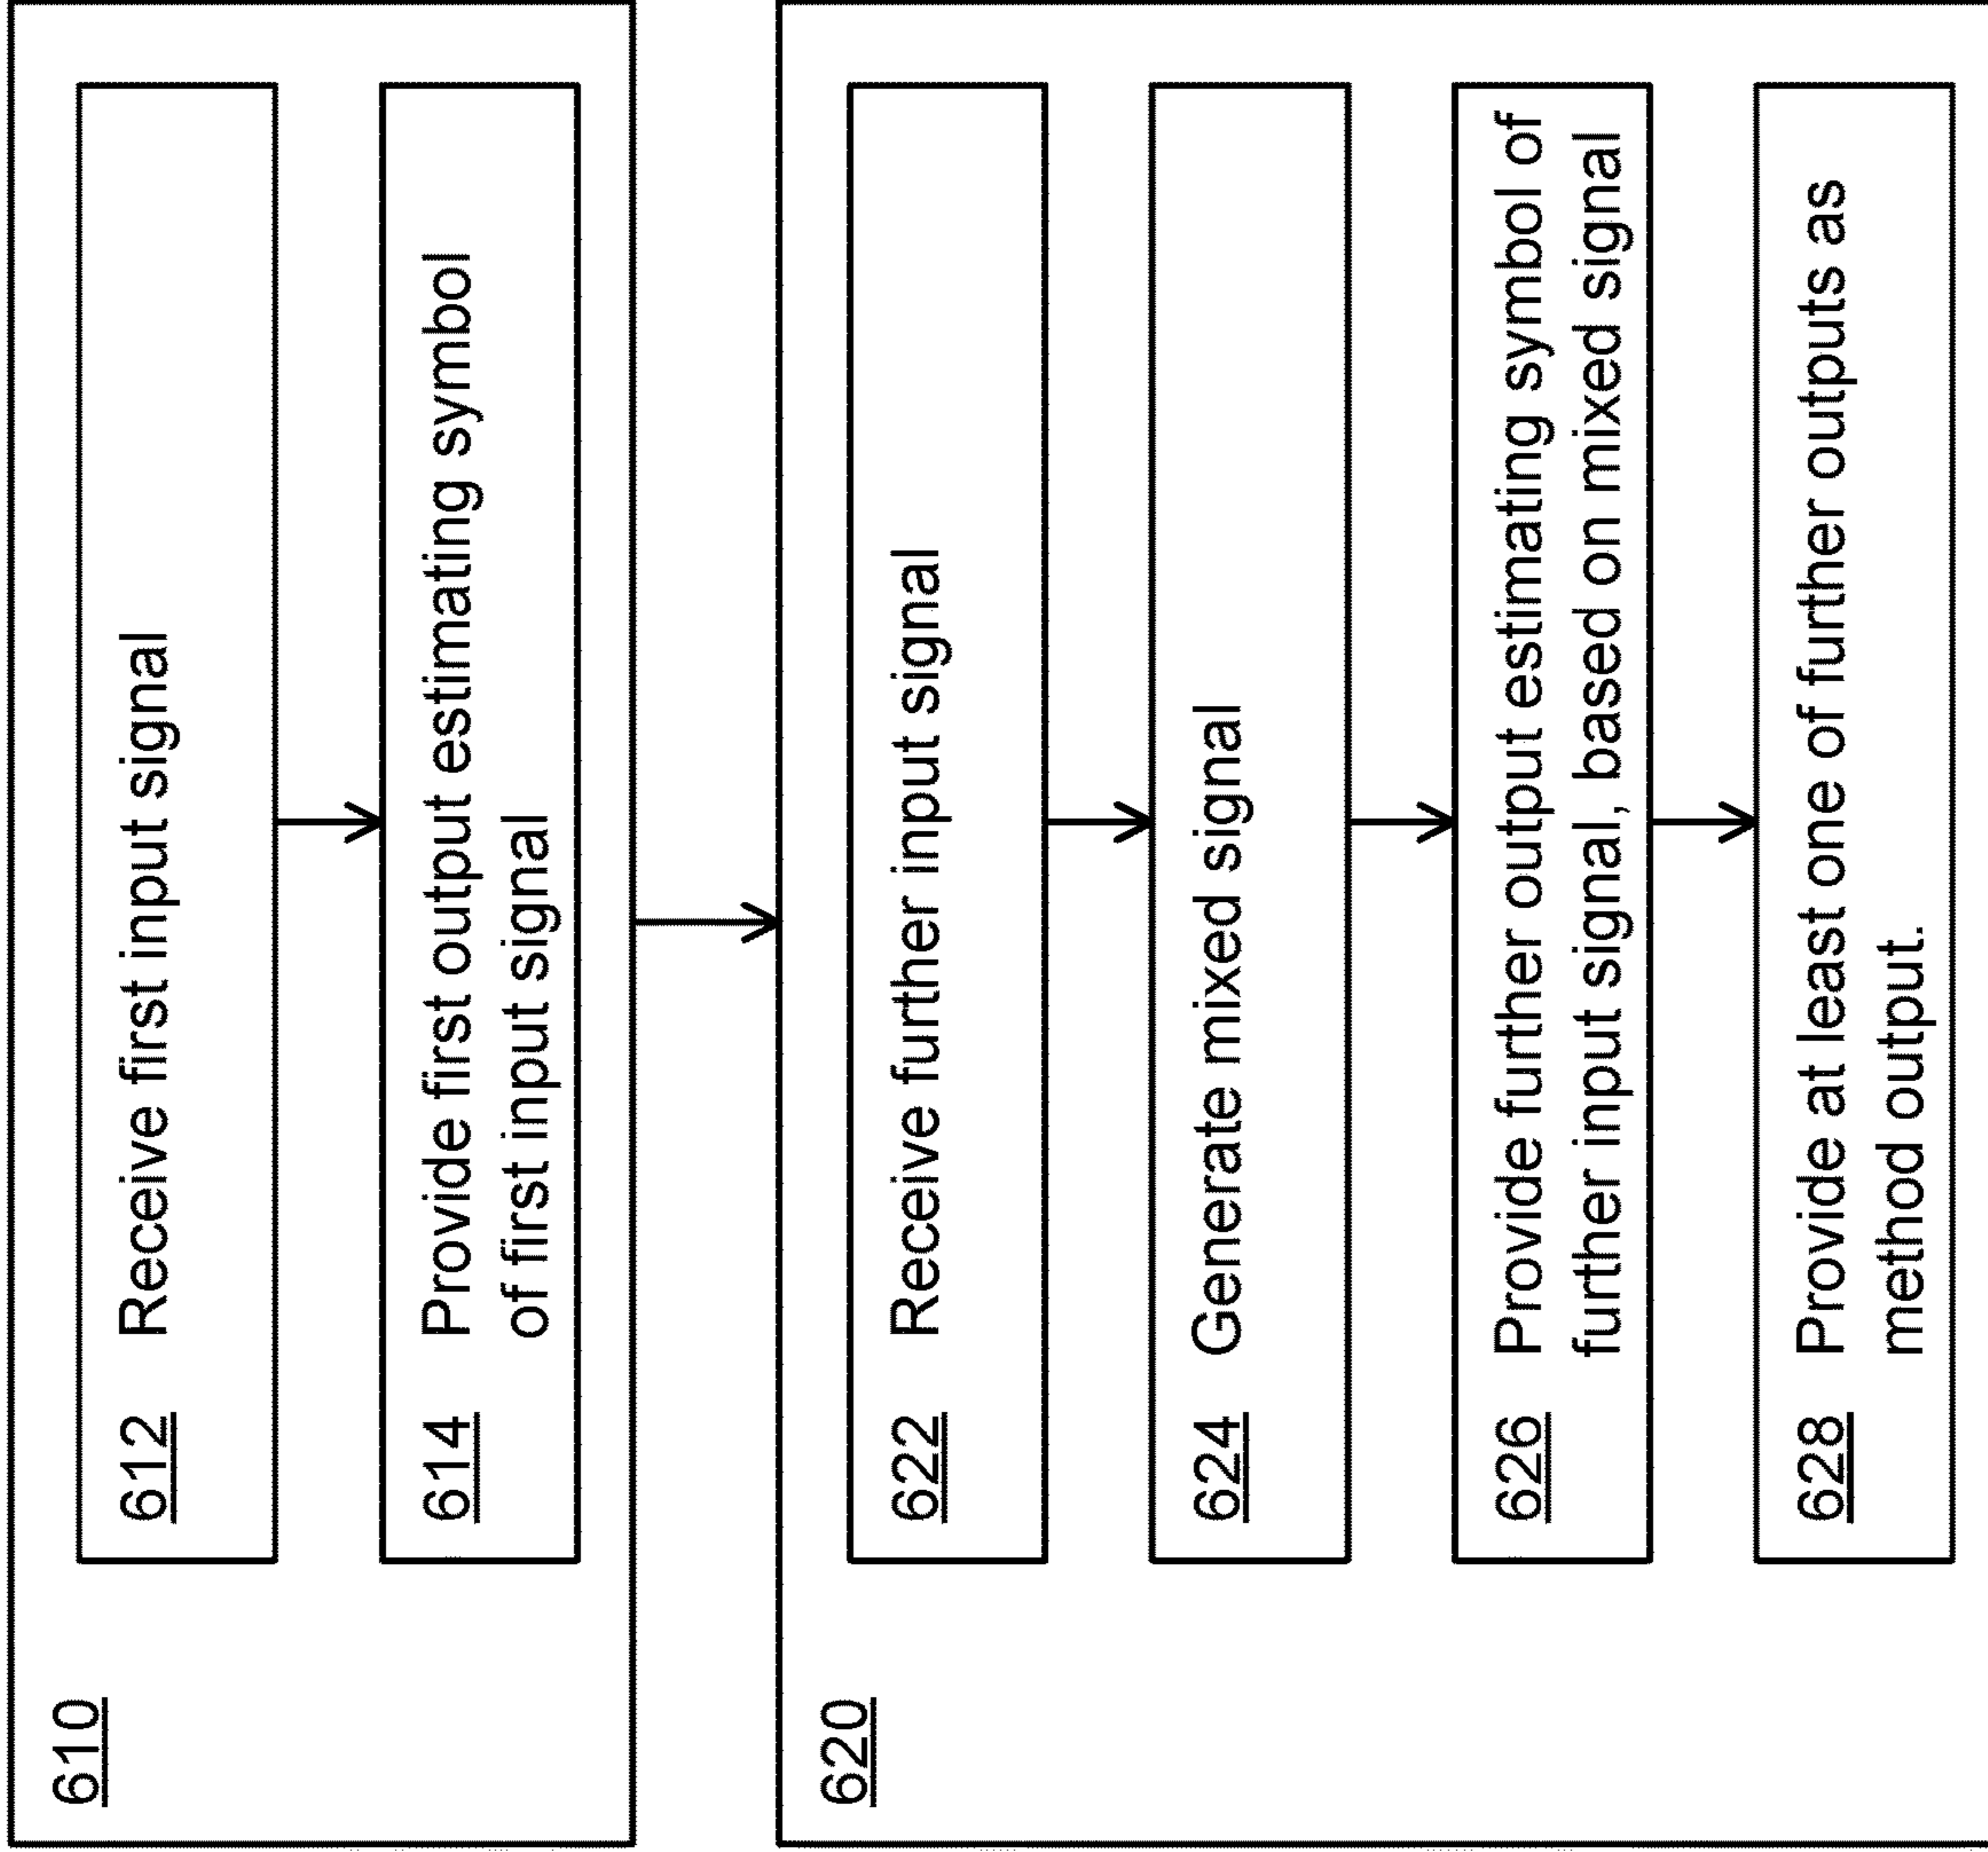 610
612 Receive first input signal
614 Provide first output estimating symbol
of first input signal
620
622 Receive further input signal
624 Generate mixed signal
626 Provide further output estimating symbol of
further input signal, based on mixed signal
628 Provide at least one of further outputs as
method output.